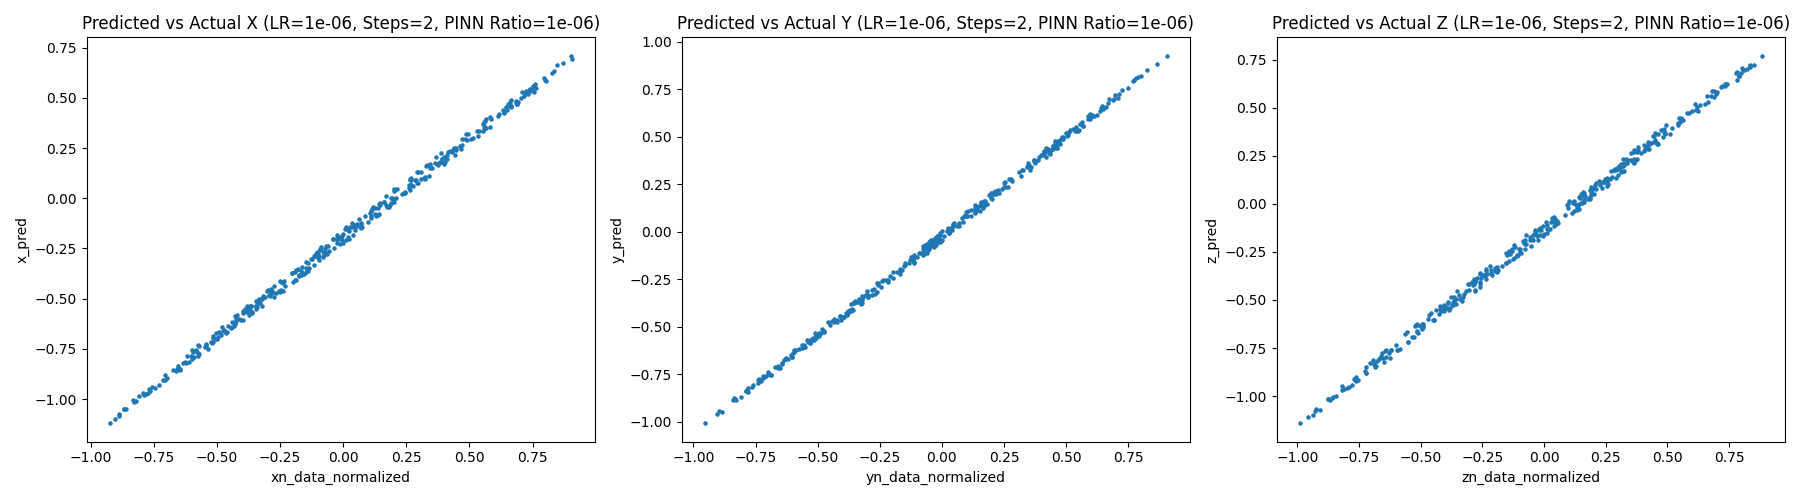 Predicted vs Actual X (LR=1e-06, Steps=2, PINN Ratio=1e-06)
0.75
0.50
0.25
0.00
−0.25
−0.50
−0.75
−1.00
x_pred
−1.00 −0.75 −0.50 −0.25 0.00 0.25 0.50 0.75
xn_data_normalized
Predicted vs Actual Y (LR=1e-06, Steps=2, PINN Ratio=1e-06)
1.00
0.75
0.50
0.25
0.00
−0.25
−0.50
−0.75
−1.00
y_pred
−1.00 −0.75 −0.50 −0.25 0.00 0.25 0.50 0.75
yn_data_normalized
Predicted vs Actual Z (LR=1e-06, Steps=2, PINN Ratio=1e-06)
0.75
0.50
0.25
0.00
−0.25
−0.50
−0.75
−1.00
z_pred
−1.00 −0.75 −0.50 −0.25 0.00 0.25 0.50 0.75
zn_data_normalized